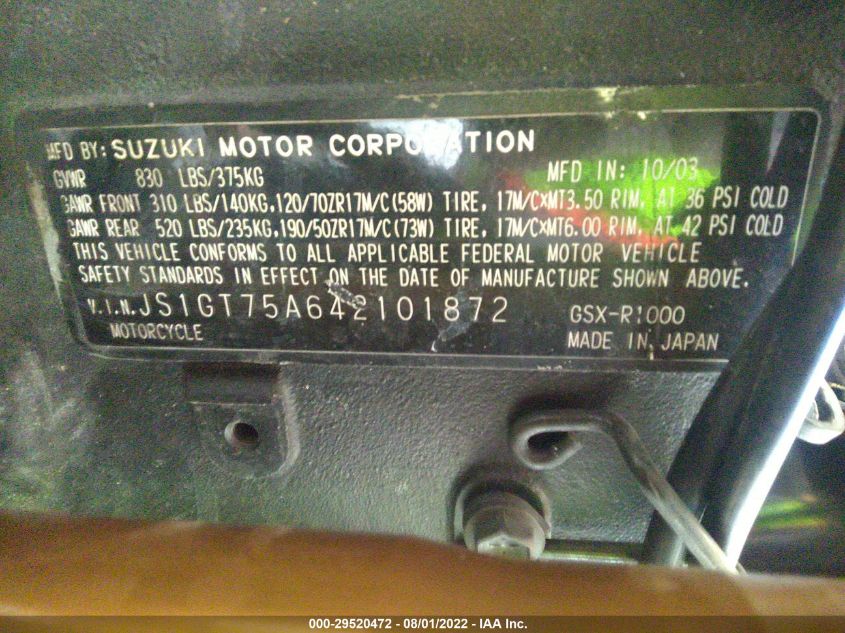 MFD BY: SUZUKI MOTOR CORPORATION
MFD IN: 10/03
GVWR 830 LBS/375KG
GAWR FRONT 310 LBS/140KG, 120/70ZR17M/C(58W) TIRE, 17M/C×MT3.50 RIM, AT 36 PSI COLD
GAWR REAR 520 LBS/235KG, 190/50ZR17M/C(73W) TIRE, 17M/C×MT6.00 RIM, AT 42 PSI COLD
THIS VEHICLE CONFORMS TO ALL APPLICABLE FEDERAL MOTOR VEHICLE
SAFETY STANDARDS IN EFFECT ON THE DATE OF MANUFACTURE SHOWN ABOVE.
V.I.N. JS1GT75A642101872
GSX-R1000
MOTORCYCLE
MADE IN JAPAN
000-29520472 - 08/01/2022 - IAA Inc.